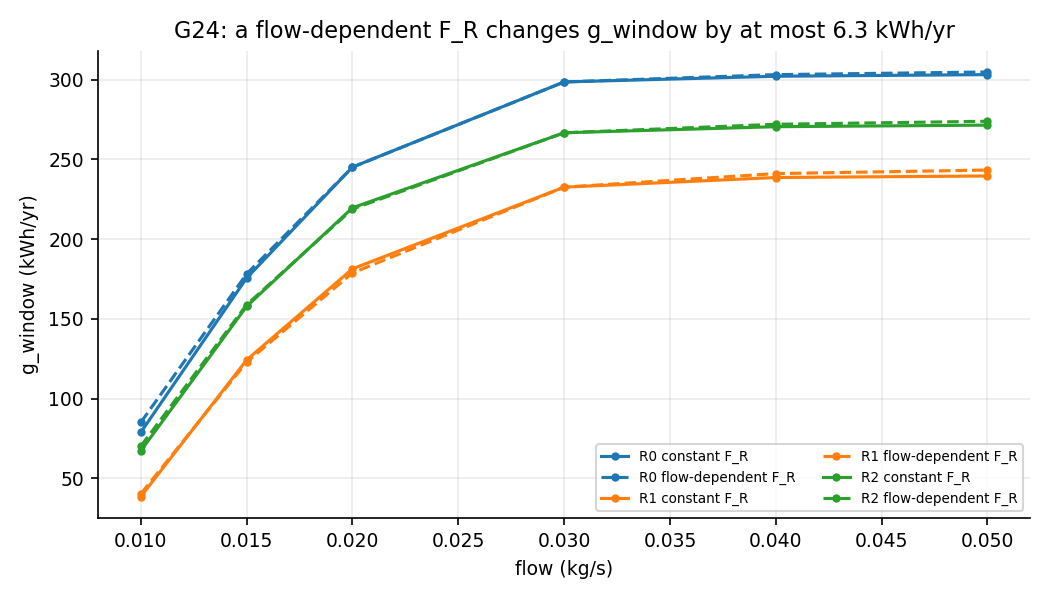 G24: a flow-dependent F_R changes g_window by at most 6.3 kWh/yr
g_window (kWh/yr)
300
250
200
150
100
50
R0 constant F_R
R0 flow-dependent F_R
R1 constant F_R
R1 flow-dependent F_R
R2 constant F_R
R2 flow-dependent F_R
0.010 0.015 0.020 0.025 0.030 0.035 0.040 0.045 0.050
flow (kg/s)